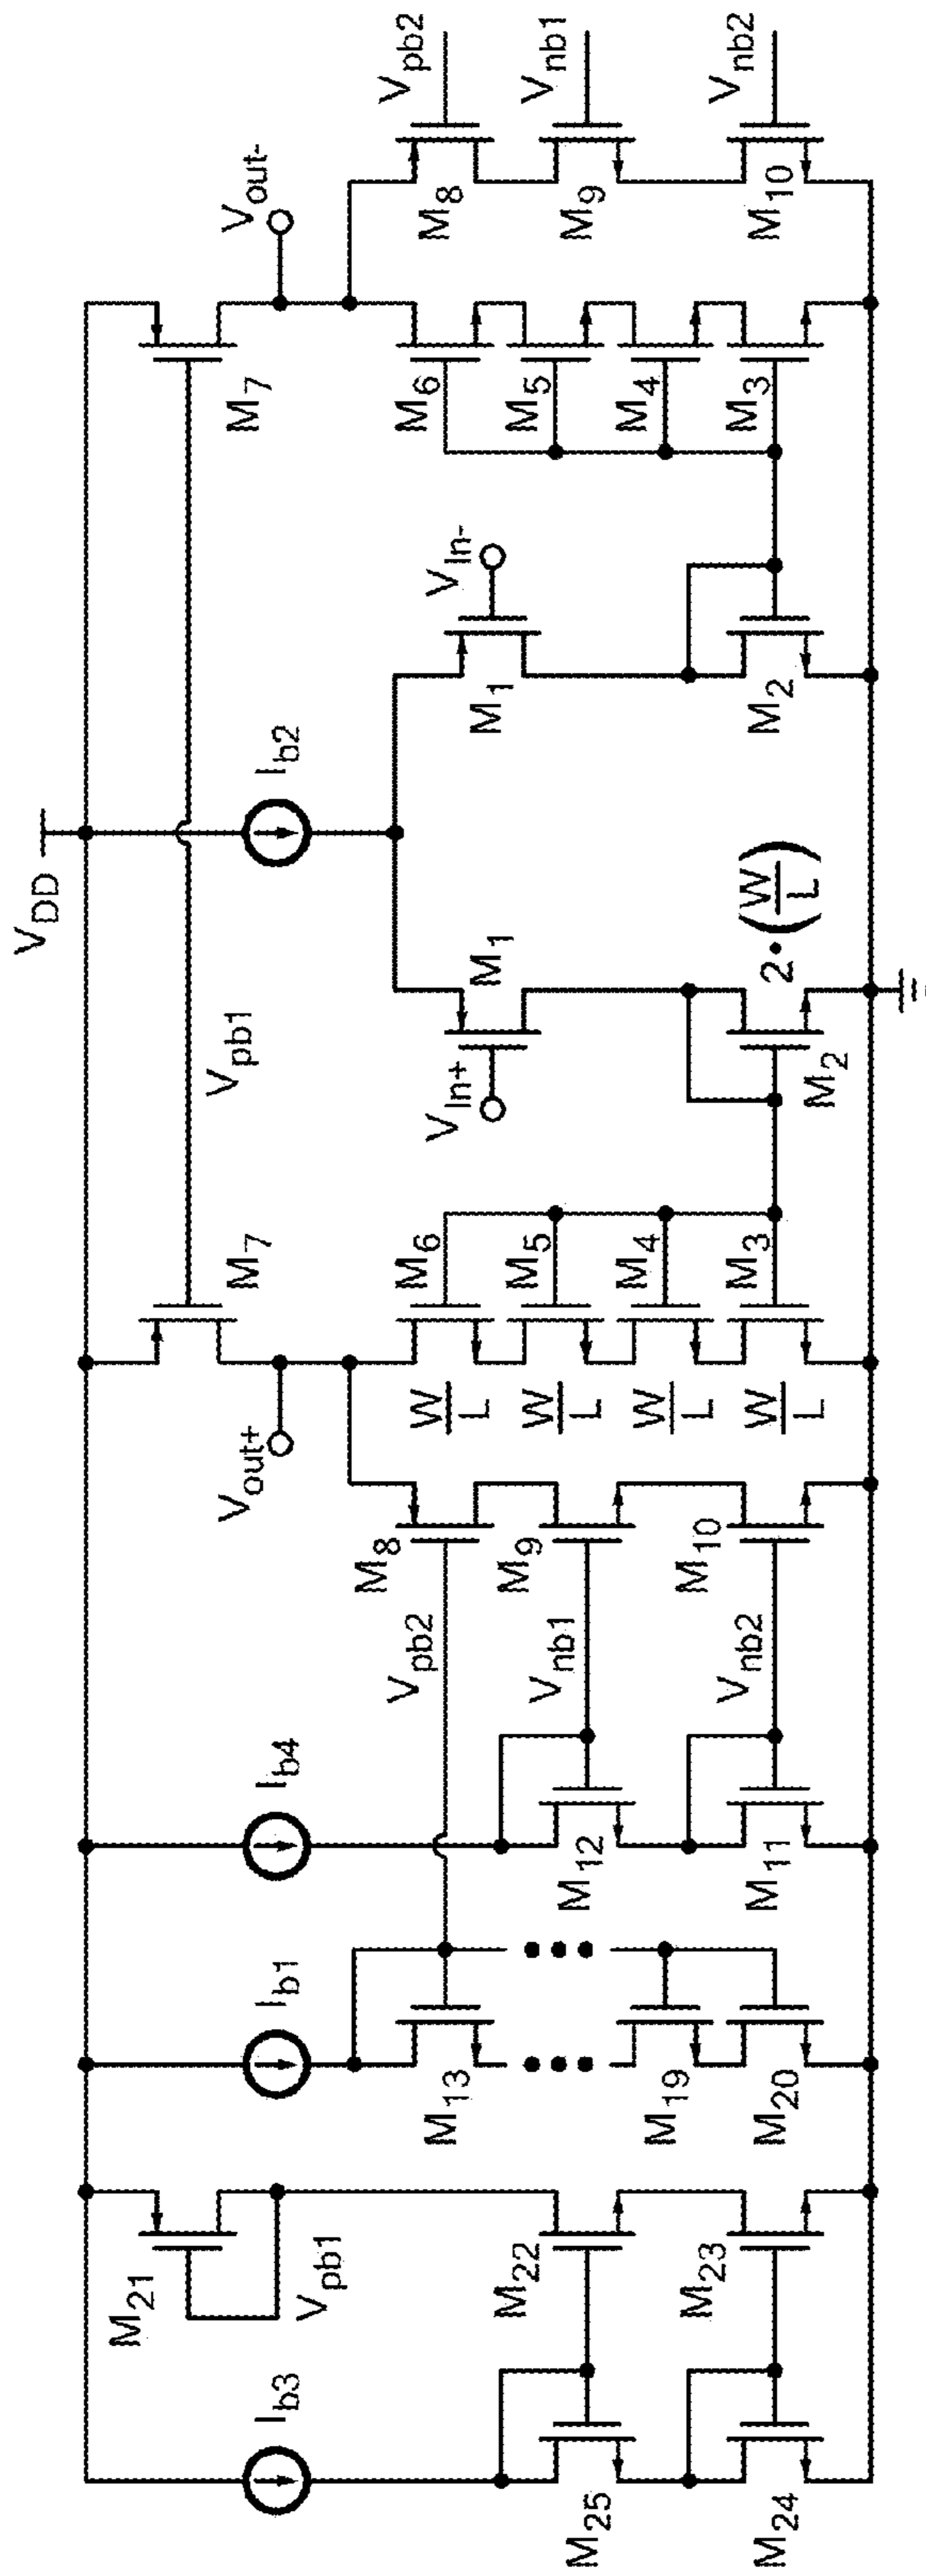 V_DD
I_b3
M_21
V_pb1
I_b1
I_b4
V_out+
M_7
V_pb1
I_b2
M_7
V_out-
M_25
M_22
M_13
M_12
V_pb2
M_8
W/L
M_6
V_In+
M_1
M_1
V_In-
M_6
M_8
V_pb2
V_nb1
M_9
W/L
M_5
M_5
M_9
V_nb1
M_24
M_23
M_19
M_20
M_11
V_nb2
M_10
W/L
M_4
W/L
M_3
M_2
2·(W/L)
M_2
M_4
M_3
M_10
V_nb2